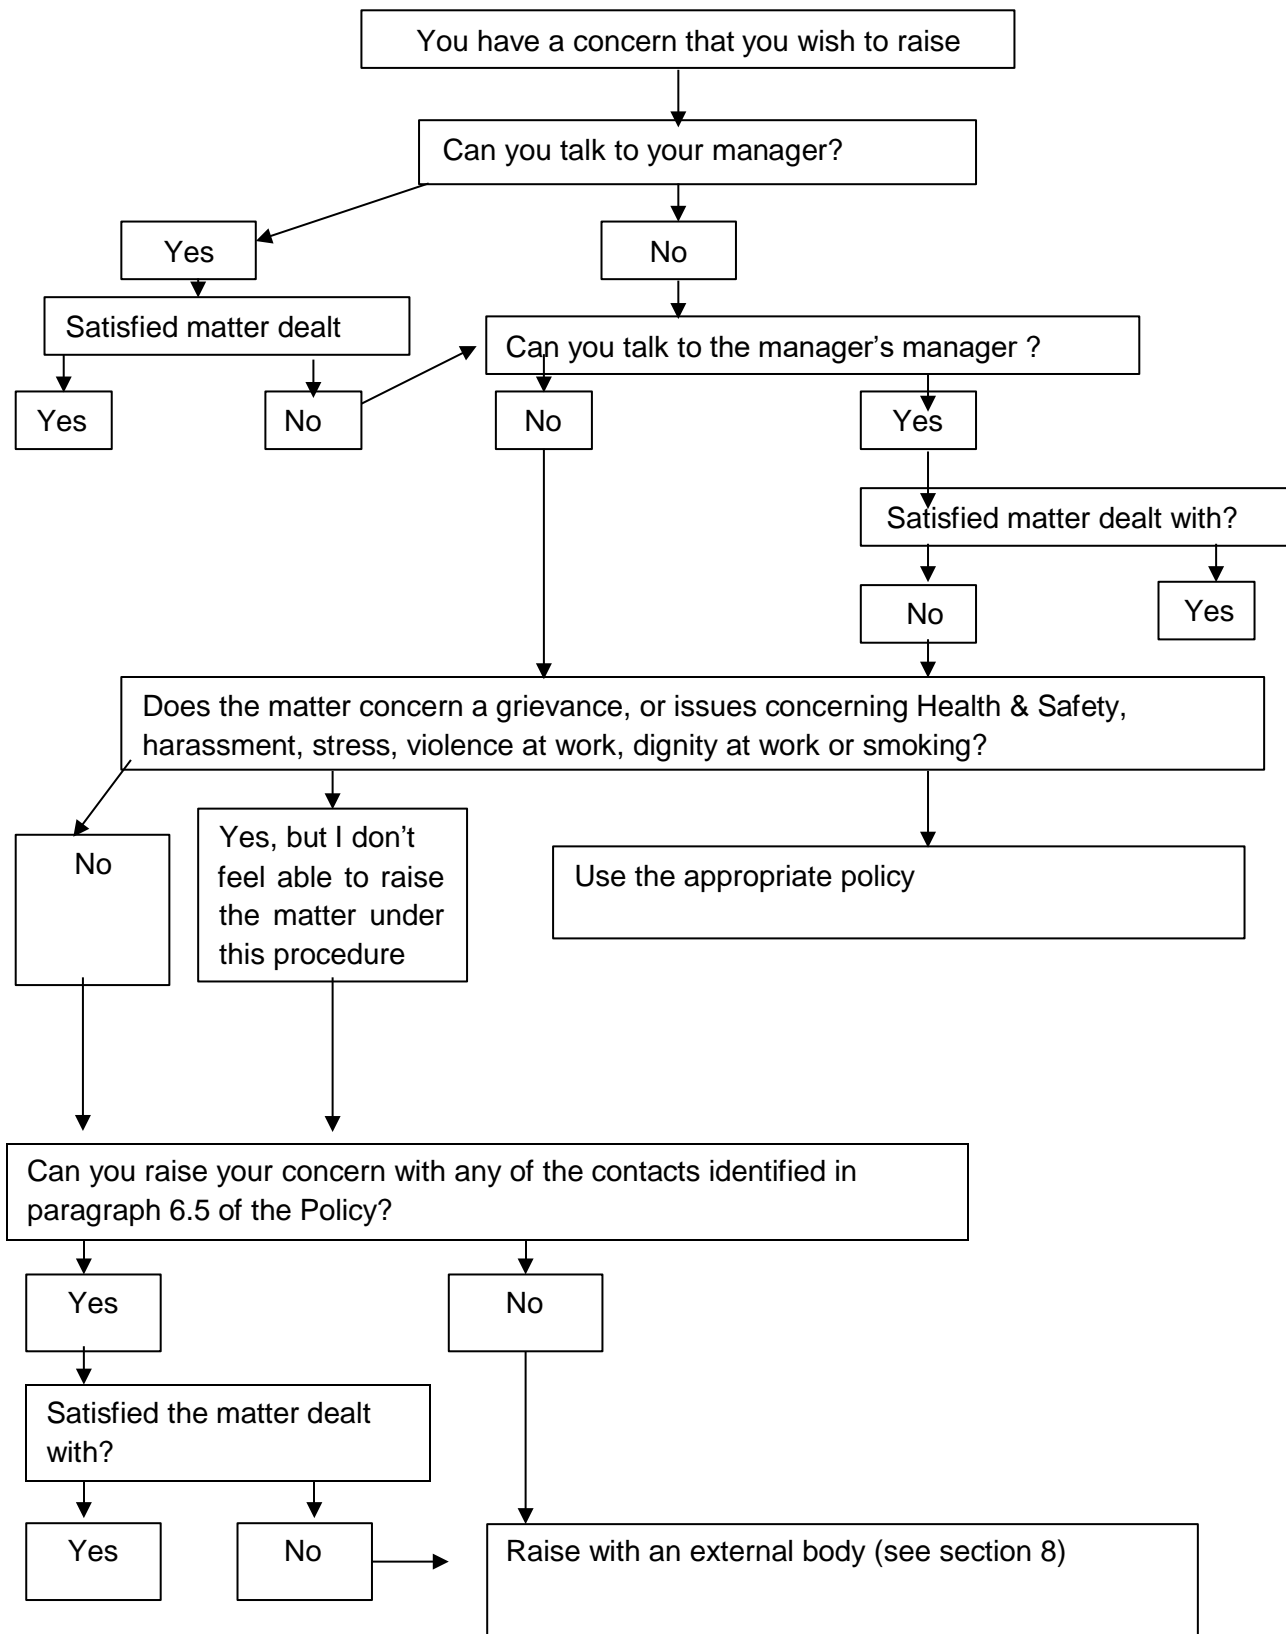 You have a concern that you wish to raise
Can you talk to your manager?
Yes
No
Satisfied matter dealt
Can you talk to the manager’s manager ?
Yes
No
No
Yes
Satisfied matter dealt with?
No
Yes
Does the matter concern a grievance, or issues concerning Health & Safety,
harassment, stress, violence at work, dignity at work or smoking?
No
Yes, but I don’t
feel able to raise
the matter under
this procedure
Use the appropriate policy
Can you raise your concern with any of the contacts identified in
paragraph 6.5 of the Policy?
Yes
No
Satisfied the matter dealt
with?
Yes
No
Raise with an external body (see section 8)